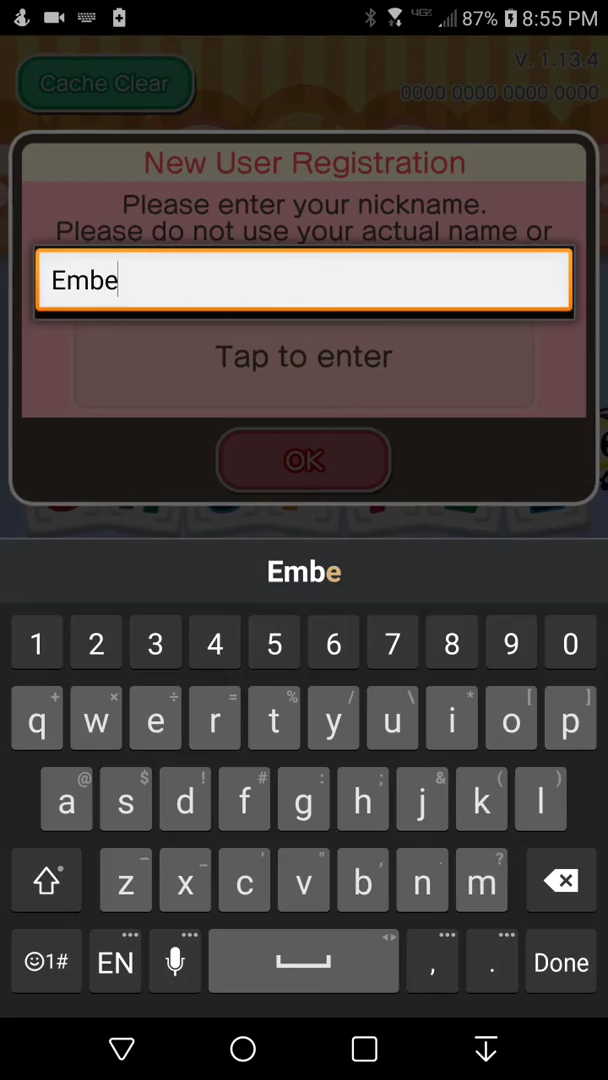 4G 87% 8:55 PM
V. 1.13.4
Cache Clear
0000 0000 0000 0000
New User Registration
Please enter your nickname.
Please do not use your actual name or
Embe
Tap to enter
OK
Embe
1 2 3 4 5 6 7 8 9 0
+ × ÷ = % / \ * [ ]
q w e r t y u i o p
@ $ ! # : ; & ( )
a s d f g h j k l
- _ ' " , . ?
z x c v b n m
☺1# EN , . Done